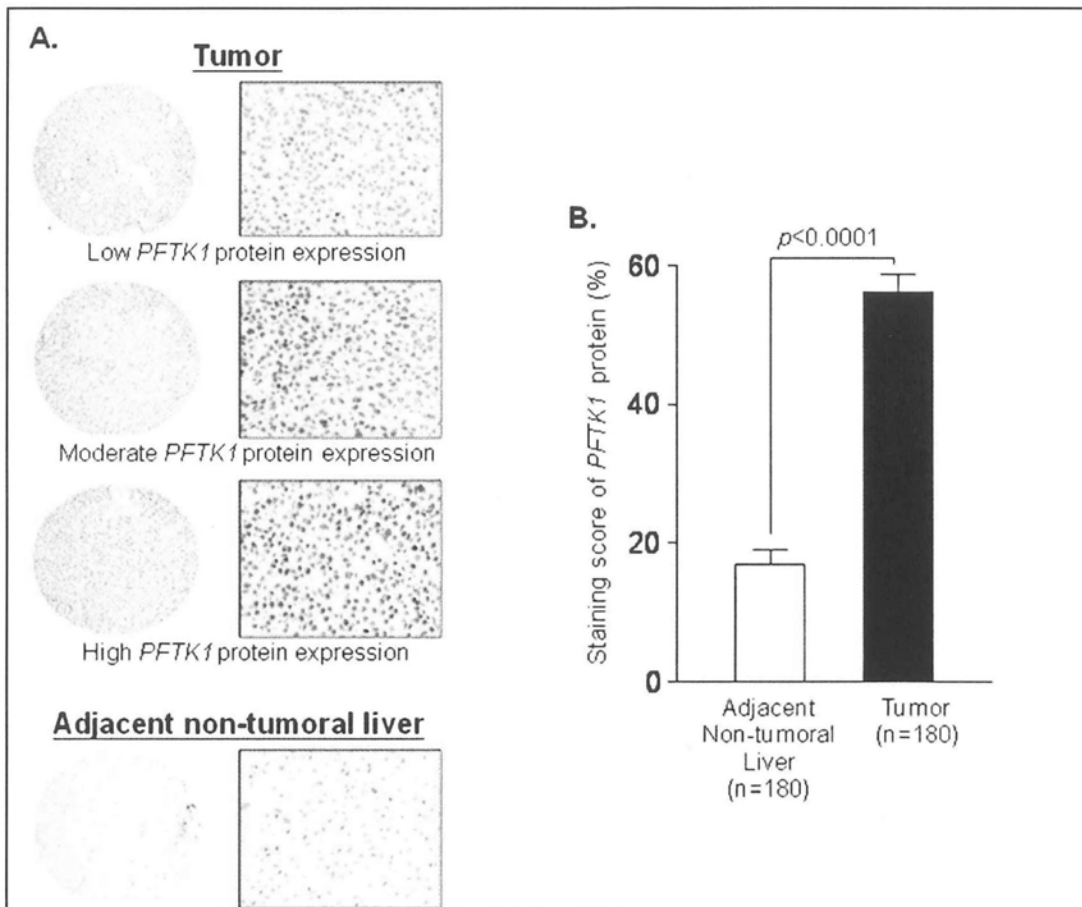 A.
Tumor
Low PFTK1 protein expression
Moderate PFTK1 protein expression
High PFTK1 protein expression
Adjacent non-tumoral liver
B.
p<0.0001
Staining score of PFTK1 protein (%)
60
40
20
0
Adjacent
Non-tumoral
Liver
(n=180)
Tumor
(n=180)